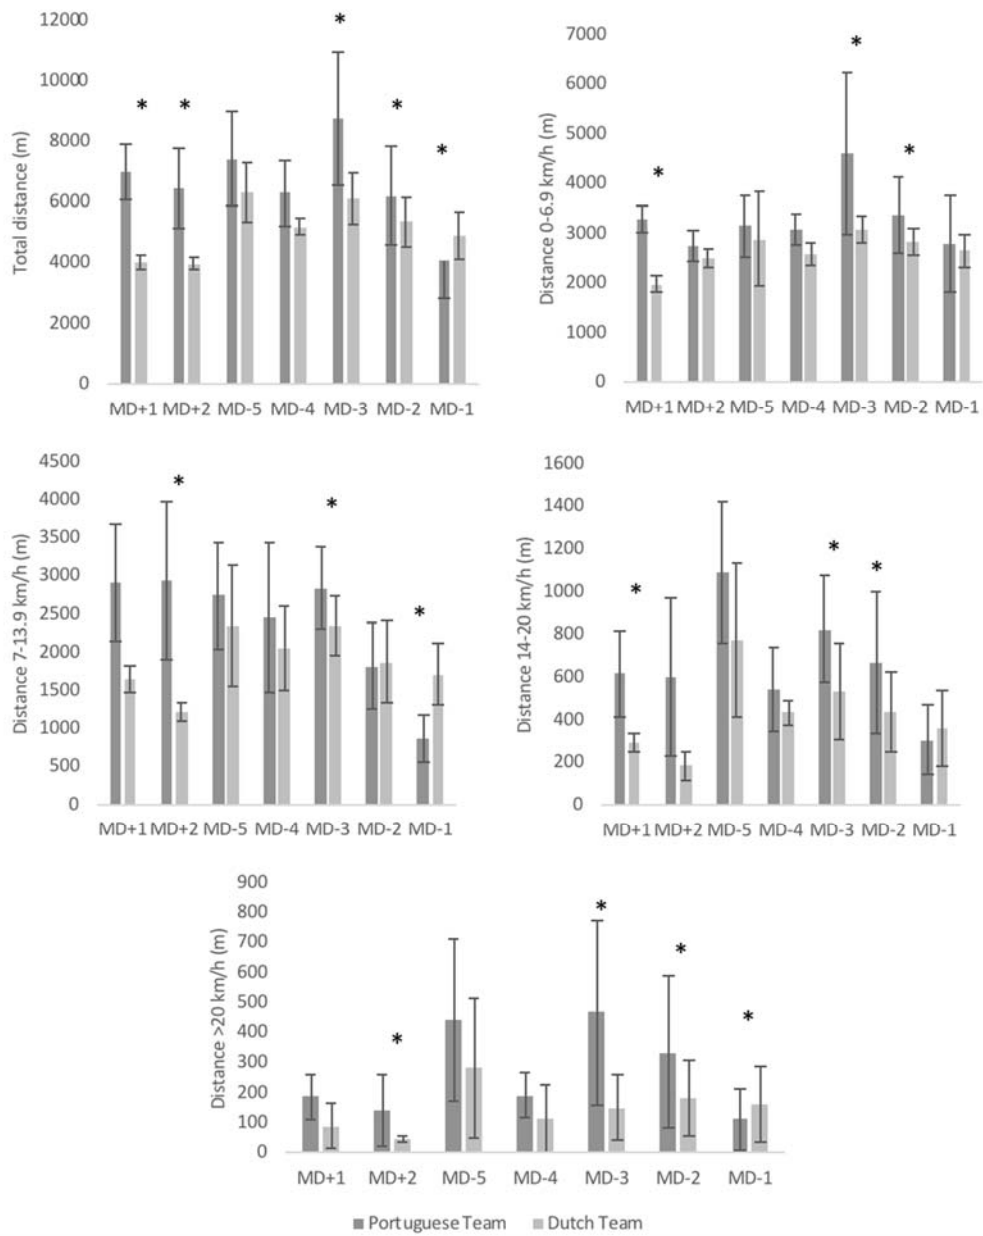 Total distance (m)
12000
10000
8000
6000
4000
2000
0
* * * * *
MD+1 MD+2 MD-5 MD-4 MD-3 MD-2 MD-1
Distance 0-6.9 km/h (m)
7000
6000
5000
4000
3000
2000
1000
0
* * *
MD+1 MD+2 MD-5 MD-4 MD-3 MD-2 MD-1
Distance 7-13.9 km/h (m)
4500
4000
3500
3000
2500
2000
1500
1000
500
0
* * *
MD+1 MD+2 MD-5 MD-4 MD-3 MD-2 MD-1
Distance 14-20 km/h (m)
1600
1400
1200
1000
800
600
400
200
0
* * *
MD+1 MD+2 MD-5 MD-4 MD-3 MD-2 MD-1
Distance >20 km/h (m)
900
800
700
600
500
400
300
200
100
0
* * * *
MD+1 MD+2 MD-5 MD-4 MD-3 MD-2 MD-1
Portuguese Team Dutch Team